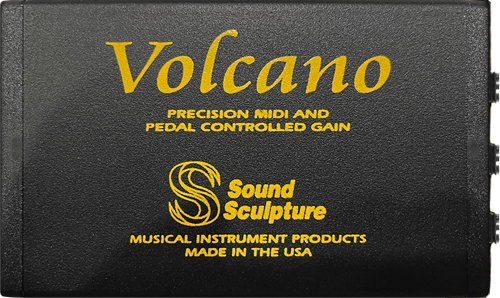 Volcano
PRECISION MIDI AND
PEDAL CONTROLLED GAIN
Sound
Sculpture
MUSICAL INSTRUMENT PRODUCTS
MADE IN THE USA